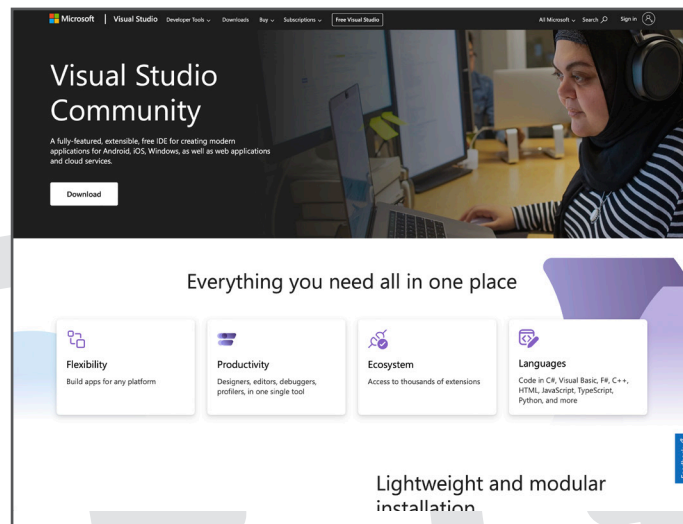 Microsoft Visual Studio Developer Tools Downloads Buy Subscriptions Free Visual Studio All Microsoft Search Sign in
Visual Studio
Community
A fully-featured, extensible, free IDE for creating modern
applications for Android, iOS, Windows, as well as web applications
and cloud services.
Download
Everything you need all in one place
Flexibility
Build apps for any platform
Productivity
Designers, editors, debuggers,
profilers, in one single tool
Ecosystem
Access to thousands of extensions
Languages
Code in C#, Visual Basic, F#, C++,
HTML, JavaScript, TypeScript,
Python, and more
Lightweight and modular
installation